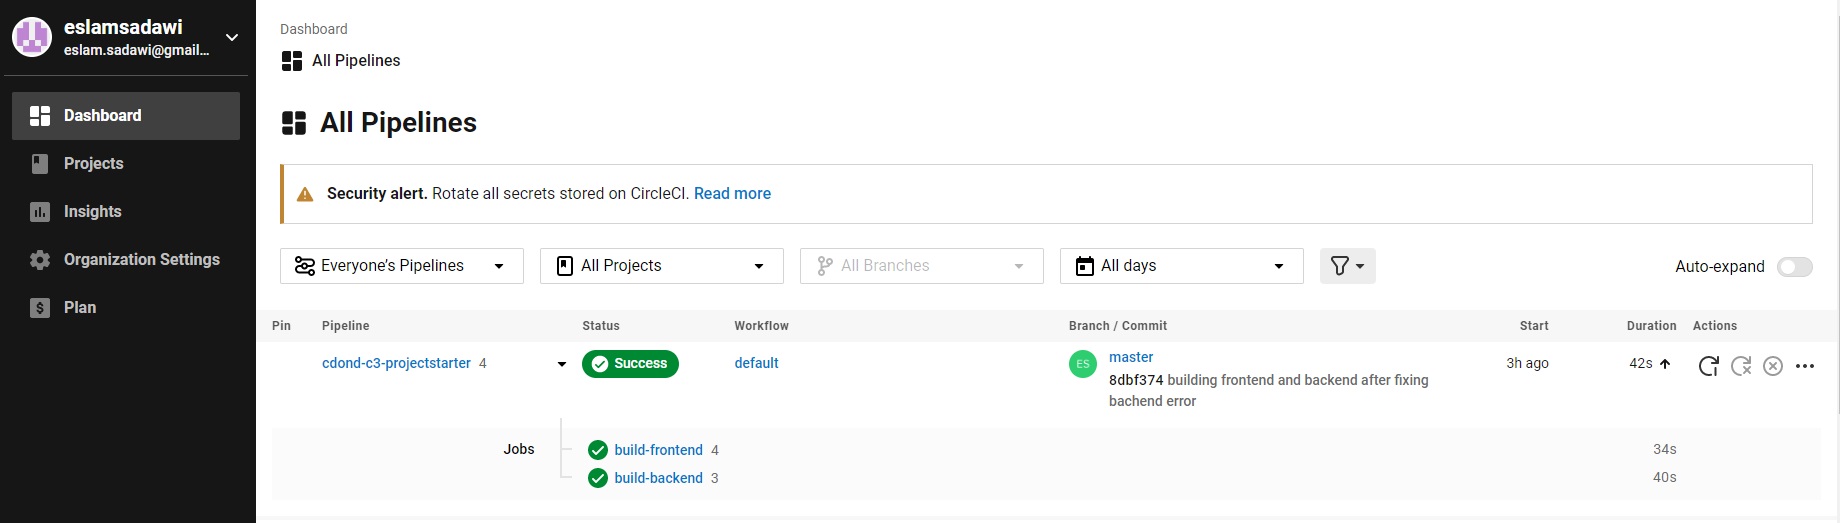 eslamsadawi
eslam.sadawi@gmail...
Dashboard
Projects
Insights
Organization Settings
Plan
Dashboard
All Pipelines
All Pipelines
Security alert. Rotate all secrets stored on CircleCI. Read more
Everyone's Pipelines All Projects All Branches All days Auto-expand
Pin Pipeline Status Workflow Branch / Commit Start Duration Actions
cdond-c3-projectstarter 4 Success default ES master 3h ago 42s
8dbf374 building frontend and backend after fixing
bachend error
Jobs build-frontend 4 34s
build-backend 3 40s